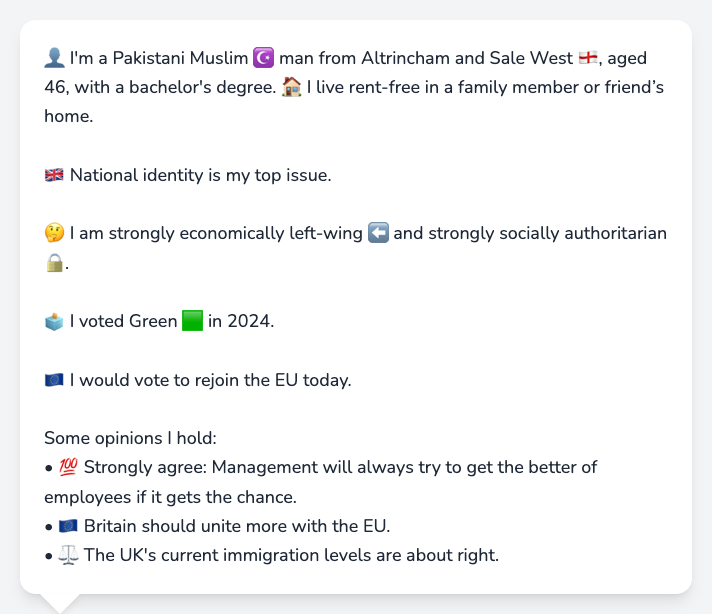 👤 I'm a Pakistani Muslim ☪️ man from Altrincham and Sale West 🏴󠁧󠁢󠁥󠁮󠁧󠁿, aged
46, with a bachelor's degree. 🏠 I live rent-free in a family member or friend’s
home.
🇬🇧 National identity is my top issue.
🤔 I am strongly economically left-wing ⬅️ and strongly socially authoritarian
🔒.
🗳️ I voted Green 🟩 in 2024.
🇪🇺 I would vote to rejoin the EU today.
Some opinions I hold:
• 💯 Strongly agree: Management will always try to get the better of
employees if it gets the chance.
• 🇪🇺 Britain should unite more with the EU.
• ⚖️ The UK's current immigration levels are about right.